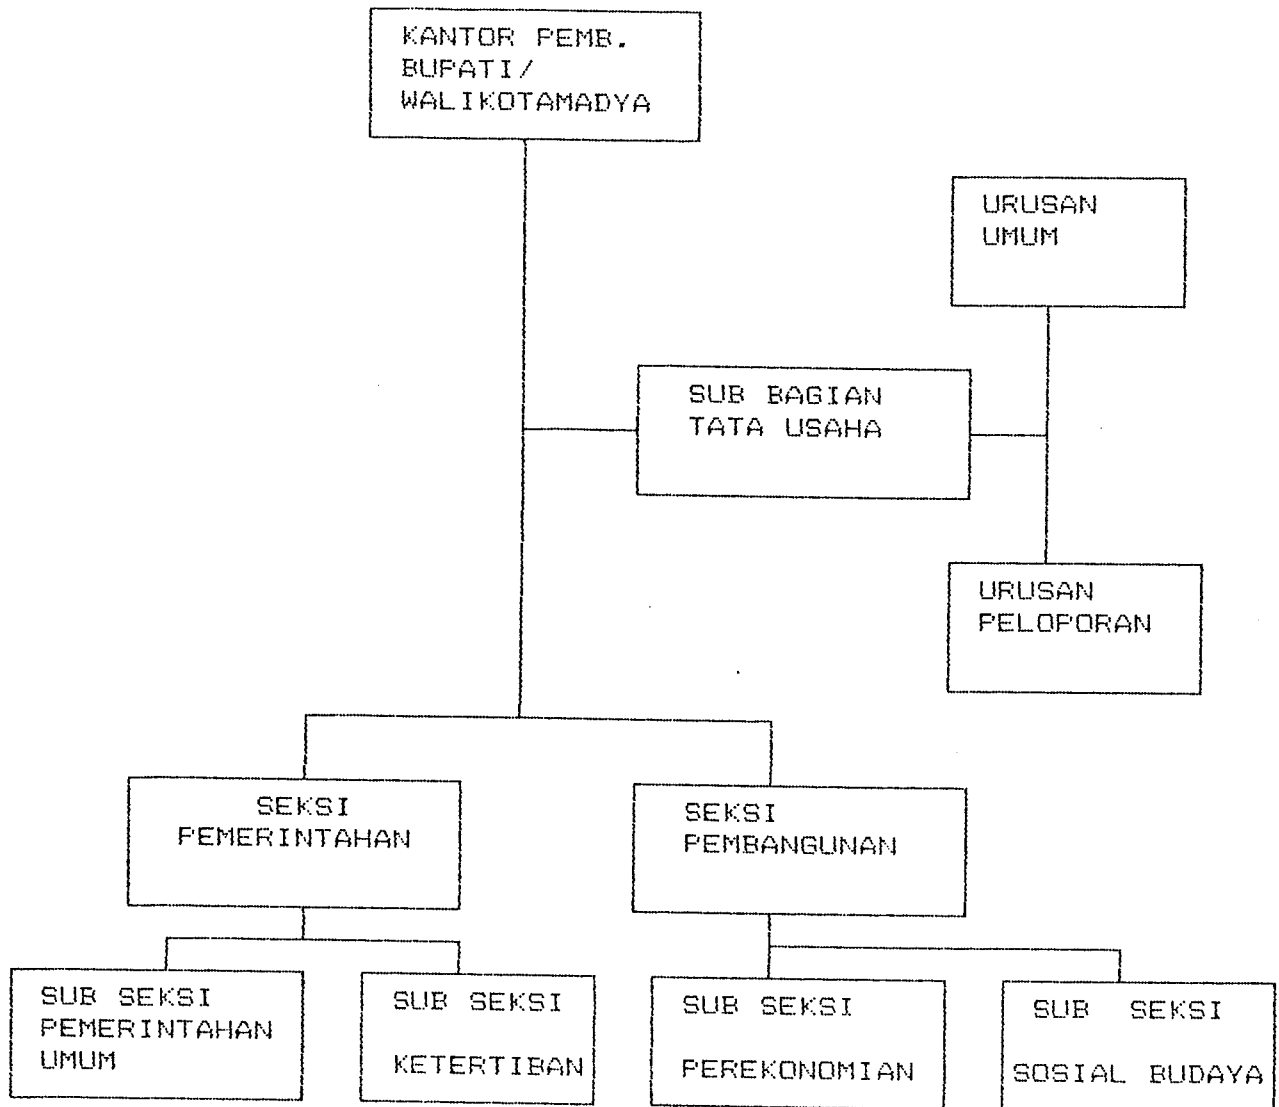 KANTOR PEMB.
BUPATI/
WALIKOTAMADYA
URUSAN
UMUM
SUB BAGIAN
TATA USAHA
URUSAN
PELOPORAN
SEKSI
PEMERINTAHAN
SEKSI
PEMBANGUNAN
SUB SEKSI
PEMERINTAHAN
UMUM
SUB SEKSI
KETERTIBAN
SUB SEKSI
PEREKONOMIAN
SUB SEKSI
SOSIAL BUDAYA